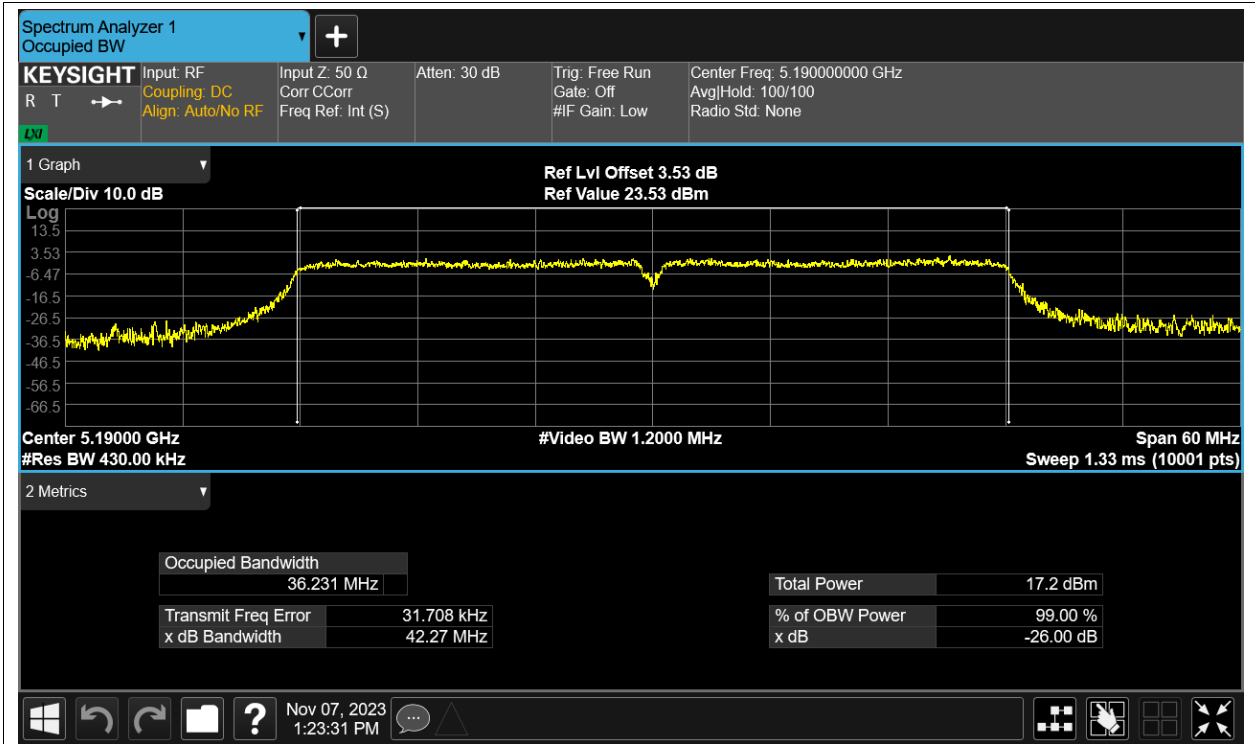 Spectrum Analyzer 1
Occupied BW
KEYSIGHT
R T
LXI
Input: RF
Coupling: DC
Align: Auto/No RF
Input Z: 50 Ω
Corr CCorr
Freq Ref: Int (S)
Atten: 30 dB
Trig: Free Run
Gate: Off
#IF Gain: Low
Center Freq: 5.190000000 GHz
Avg|Hold: 100/100
Radio Std: None
1 Graph
Scale/Div 10.0 dB
Ref Lvl Offset 3.53 dB
Ref Value 23.53 dBm
Log
13.5
3.53
-6.47
-16.5
-26.5
-36.5
-46.5
-56.5
-66.5
Center 5.19000 GHz
#Res BW 430.00 kHz
#Video BW 1.2000 MHz
Span 60 MHz
Sweep 1.33 ms (10001 pts)
2 Metrics
Occupied Bandwidth
36.231 MHz
Transmit Freq Error 31.708 kHz
x dB Bandwidth 42.27 MHz
Total Power 17.2 dBm
% of OBW Power 99.00 %
x dB -26.00 dB
?
Nov 07, 2023
1:23:31 PM